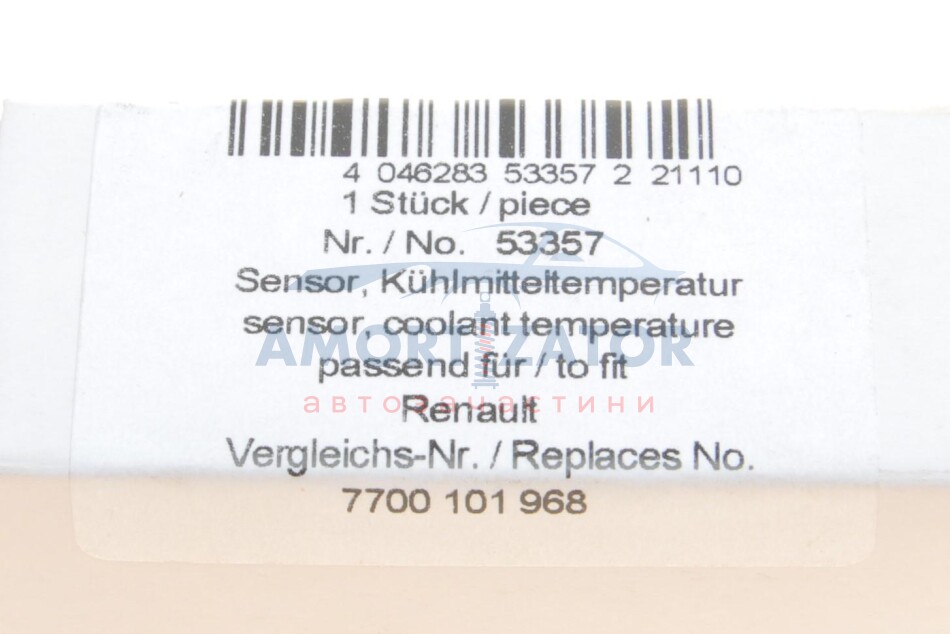 4 046283 53357 2 21110
1 Stück / piece
Nr. / No. 53357
Sensor, Kühlmitteltemperatur
sensor, coolant temperature
AMORTIZATOR
passend für / to fit
автозапчастини
Renault
Vergleichs-Nr. / Replaces No.
7700 101 968